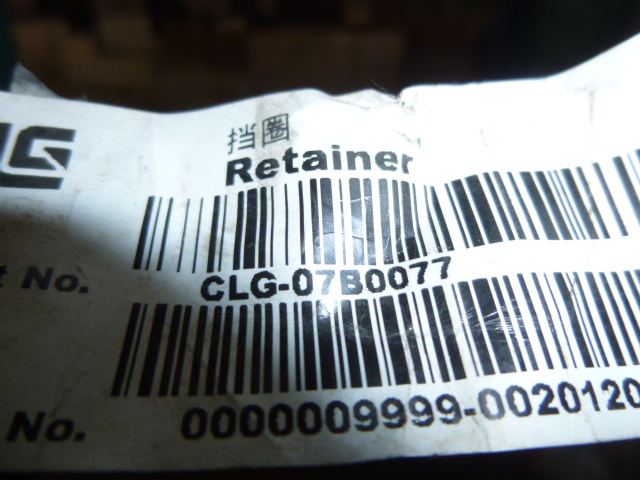 挡圈
Retainer
t No.
CLG-07B0077
No.
0000009999-0020120